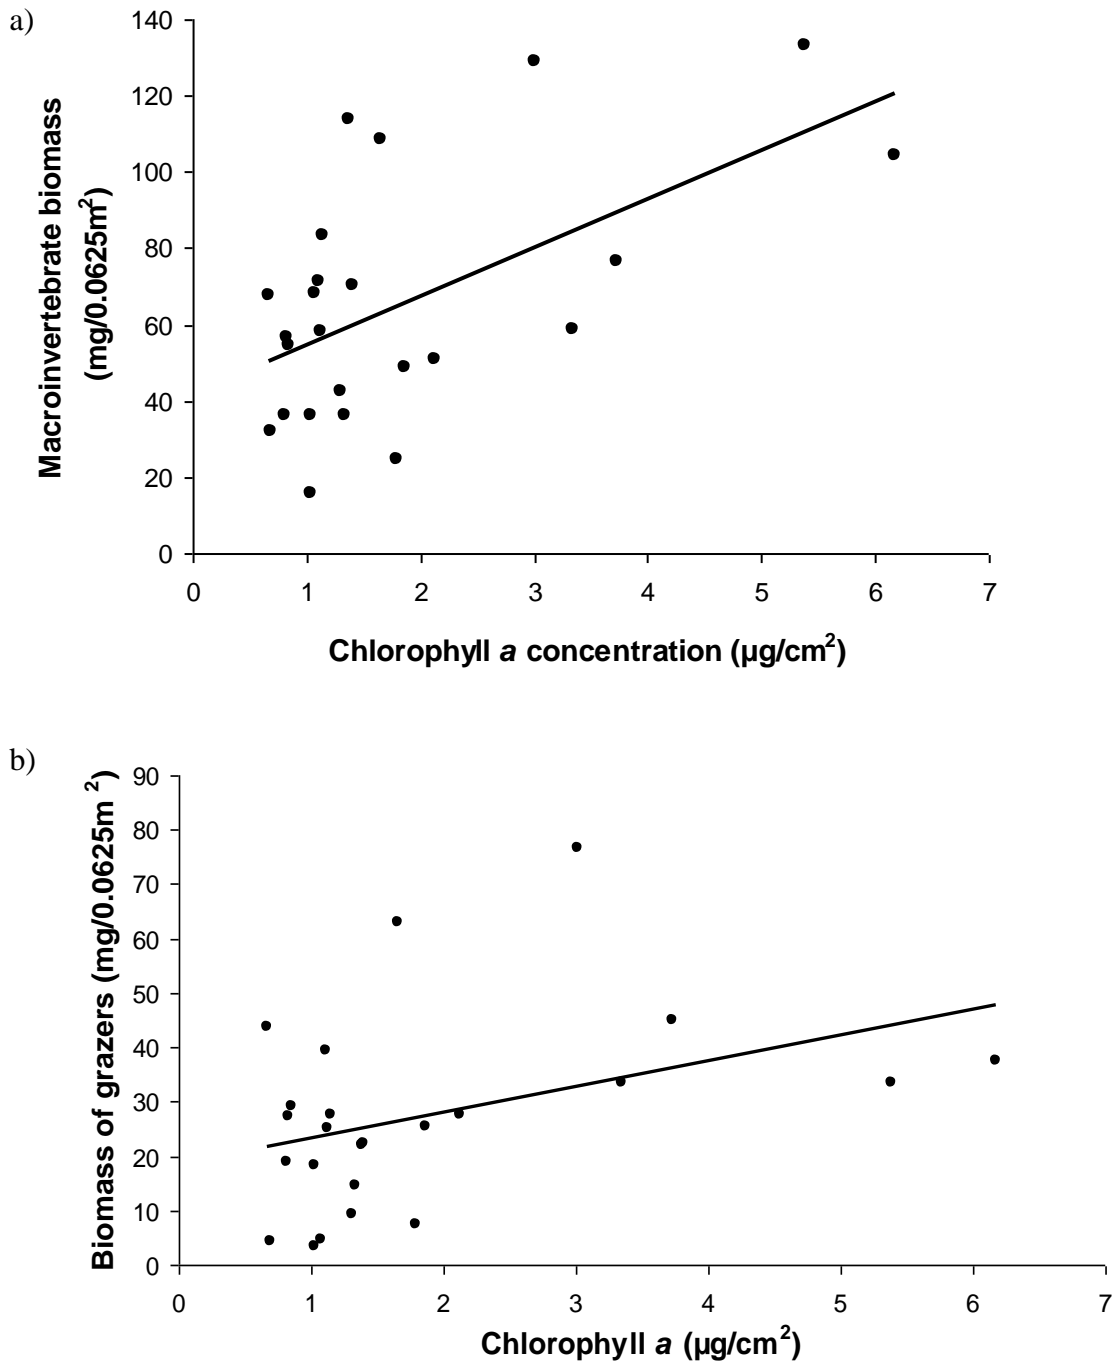 a)
140
120
100
80
60
40
20
0
Macroinvertebrate biomass
(mg/0.0625m²)
0 1 2 3 4 5 6 7
Chlorophyll a concentration (µg/cm²)
b)
90
80
70
60
50
40
30
20
10
0
Biomass of grazers (mg/0.0625m²)
0 1 2 3 4 5 6 7
Chlorophyll a (µg/cm²)